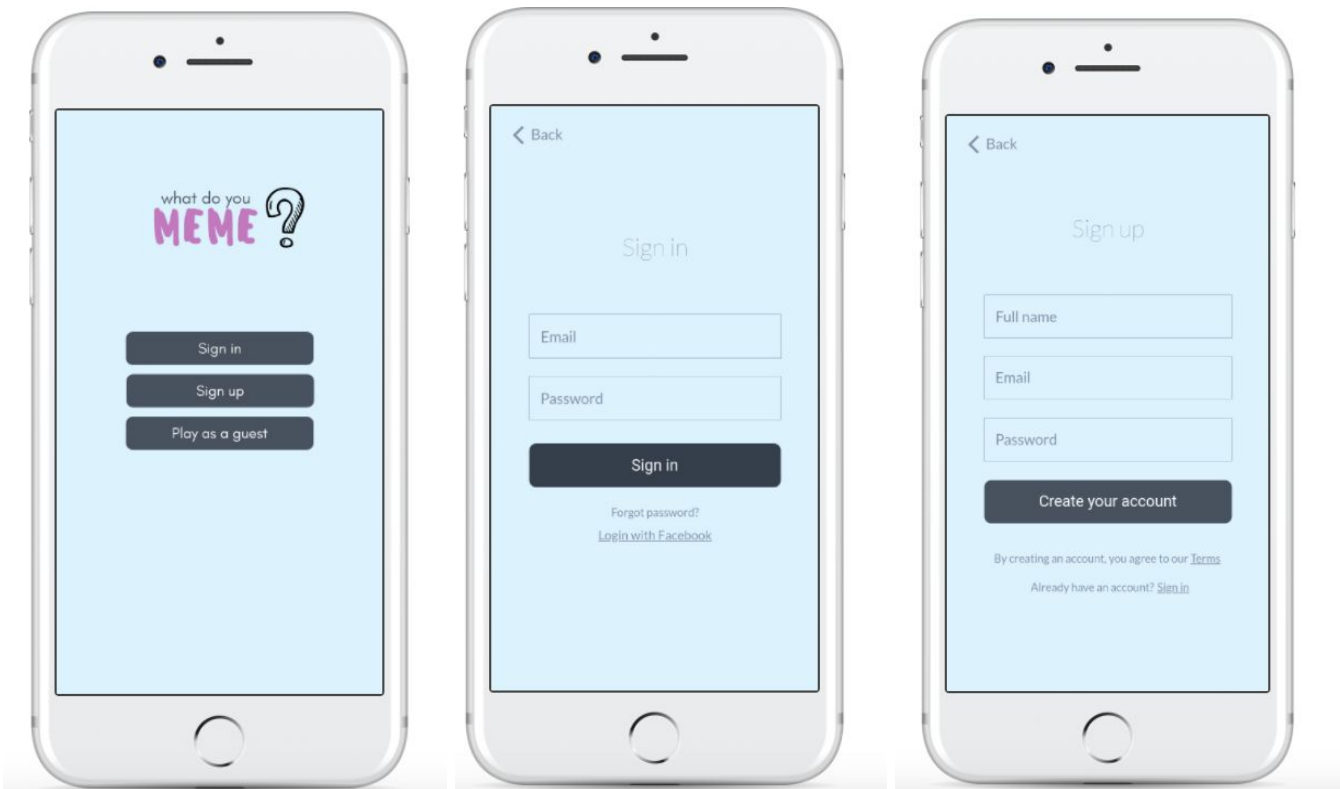 what do you
MEME?
Sign in
Sign up
Play as a guest
Back
Sign in
Email
Password
Sign in
Forgot password?
Login with Facebook
Back
Sign up
Full name
Email
Password
Create your account
By creating an account, you agree to our Terms
Already have an account? Sign in